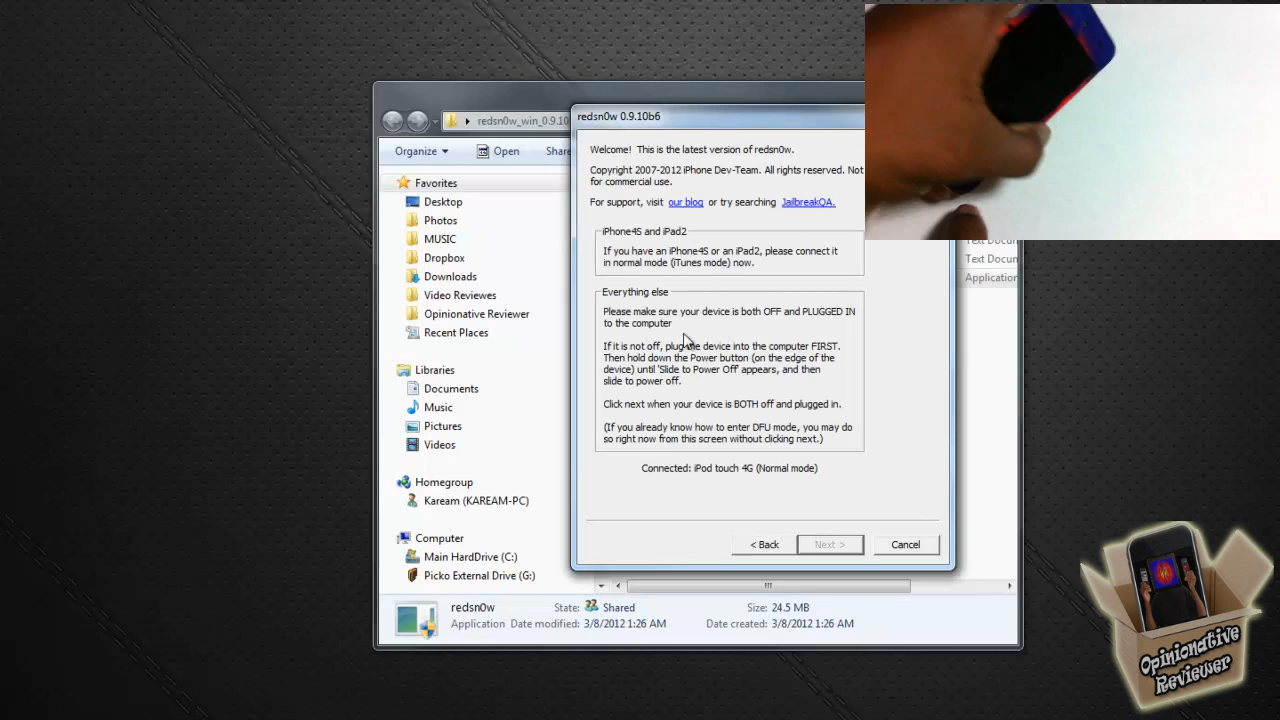 redsn0w_win_0.9.10
Organize
Open
Share
Favorites
Desktop
Photos
MUSIC
Dropbox
Downloads
Video Reviewes
Opinionative Reviewer
Recent Places
Libraries
Documents
Music
Pictures
Videos
Homegroup
Kaream (KAREAM-PC)
Computer
Main HardDrive (C:)
Picko External Drive (G:)
redsn0w 0.9.10b6
Welcome! This is the latest version of redsn0w.
Copyright 2007-2012 iPhone Dev-Team. All rights reserved. Not
for commercial use.
For support, visit our blog or try searching JailbreakQA.
iPhone4S and iPad2
If you have an iPhone4S or an iPad2, please connect it
in normal mode (iTunes mode) now.
Everything else
Please make sure your device is both OFF and PLUGGED IN
to the computer
If it is not off, plug the device into the computer FIRST.
Then hold down the Power button (on the edge of the
device) until 'Slide to Power Off' appears, and then
slide to power off.
Click next when your device is BOTH off and plugged in.
(If you already know how to enter DFU mode, you may do
so right now from this screen without clicking next.)
Connected: iPod touch 4G (Normal mode)
< Back
Next >
Cancel
Text Docum
Text Docum
Application
redsn0w State: Shared Size: 24.5 MB
Application Date modified: 3/8/2012 1:26 AM Date created: 3/8/2012 1:26 AM
Opinionative
Reviewer